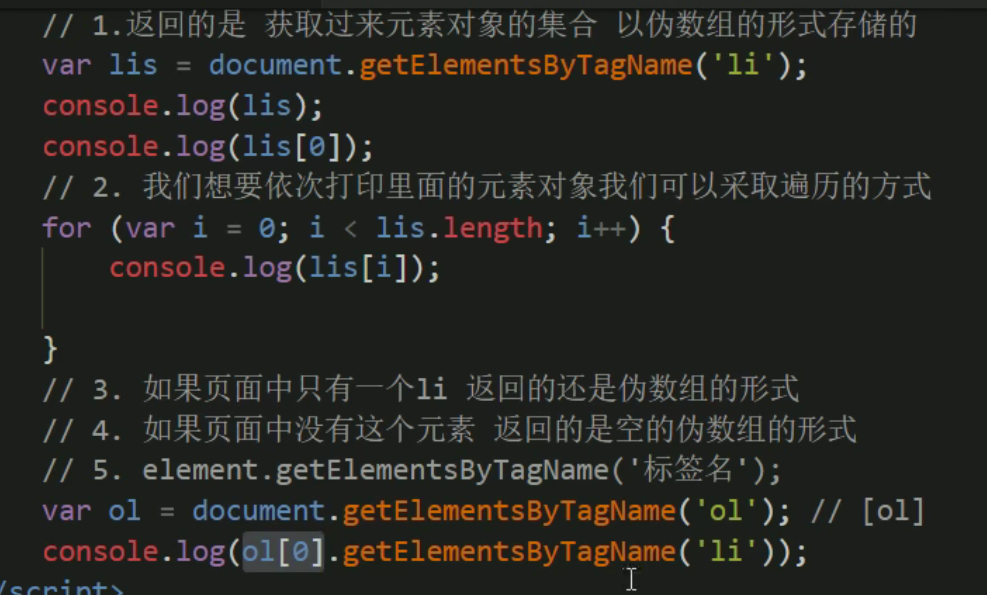 // 1.返回的是 获取过来元素对象的集合 以伪数组的形式存储的
var lis = document.getElementsByTagName('li');
console.log(lis);
console.log(lis[0]);
// 2. 我们想要依次打印里面的元素对象我们可以采取遍历的方式
for (var i = 0; i < lis.length; i++) {
console.log(lis[i]);
}
// 3. 如果页面中只有一个li 返回的还是伪数组的形式
// 4. 如果页面中没有这个元素 返回的是空的伪数组的形式
// 5. element.getElementsByTagName('标签名');
var ol = document.getElementsByTagName('ol'); // [ol]
console.log(ol[0].getElementsByTagName('li'));
/script>